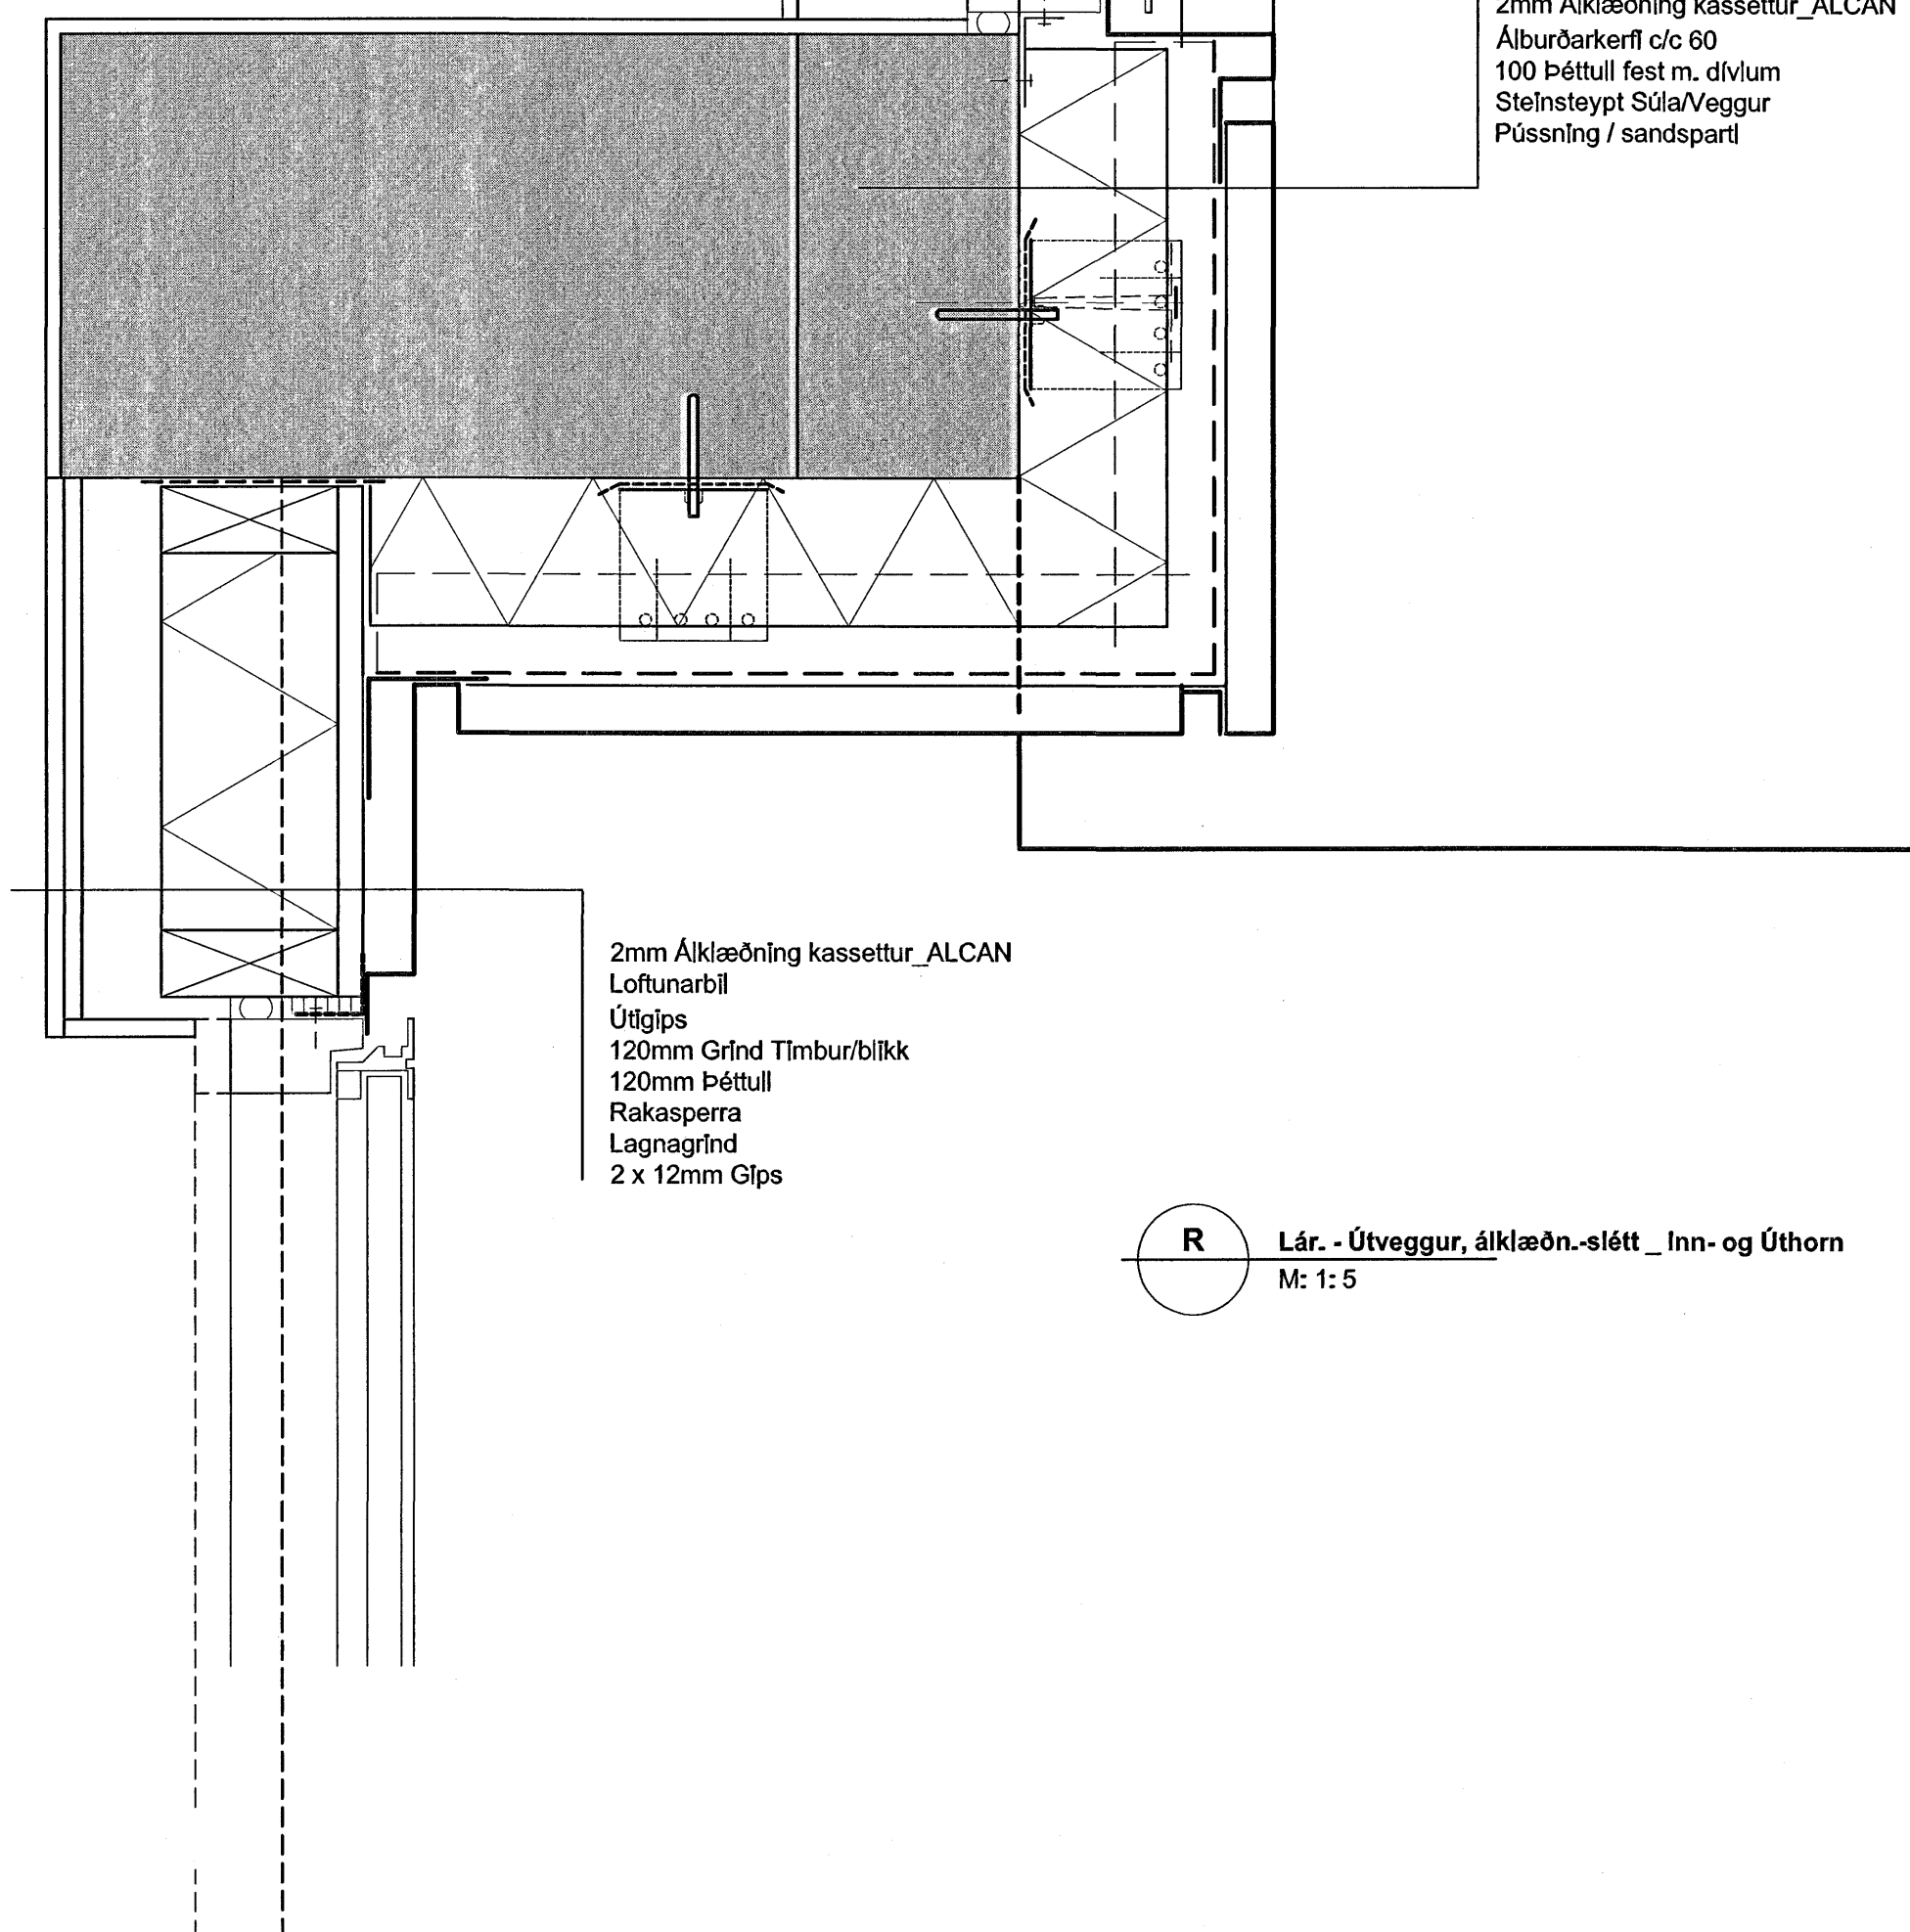 2mm Álklæðning kassettur_ALCAN
Álburðarkerfi c/c 60
100 Þéttull fest m. dívlum
Steinsteypt Súla/Veggur
Pússning / sandspartl
2mm Álklæðning kassettur_ALCAN
Loftunarbil
Útigips
120mm Grind Timbur/blikk
120mm Þéttull
Rakasperra
Lagnagrind
2 x 12mm Gips
R
Lár. - Útveggur, álklæðn.-slétt _ Inn- og Úthorn
M: 1: 5